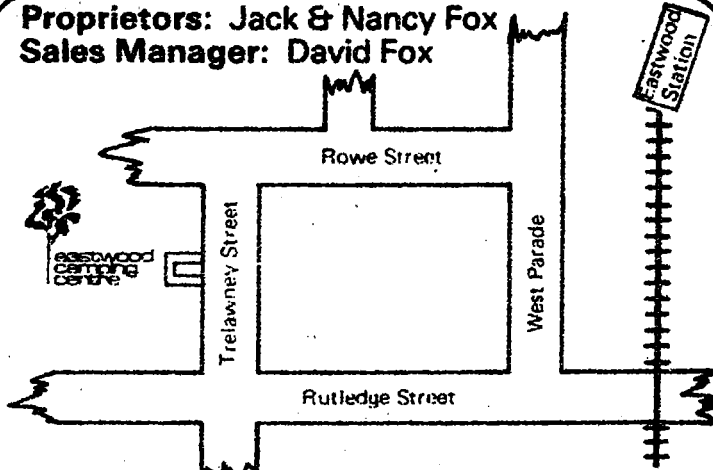 Proprietors: Jack & Nancy Fox
Sales Manager: David Fox
Eastwood
Station
Rowe Street
Trelawney Street
eastwood
camping
centre
West Parade
Rutledge Street